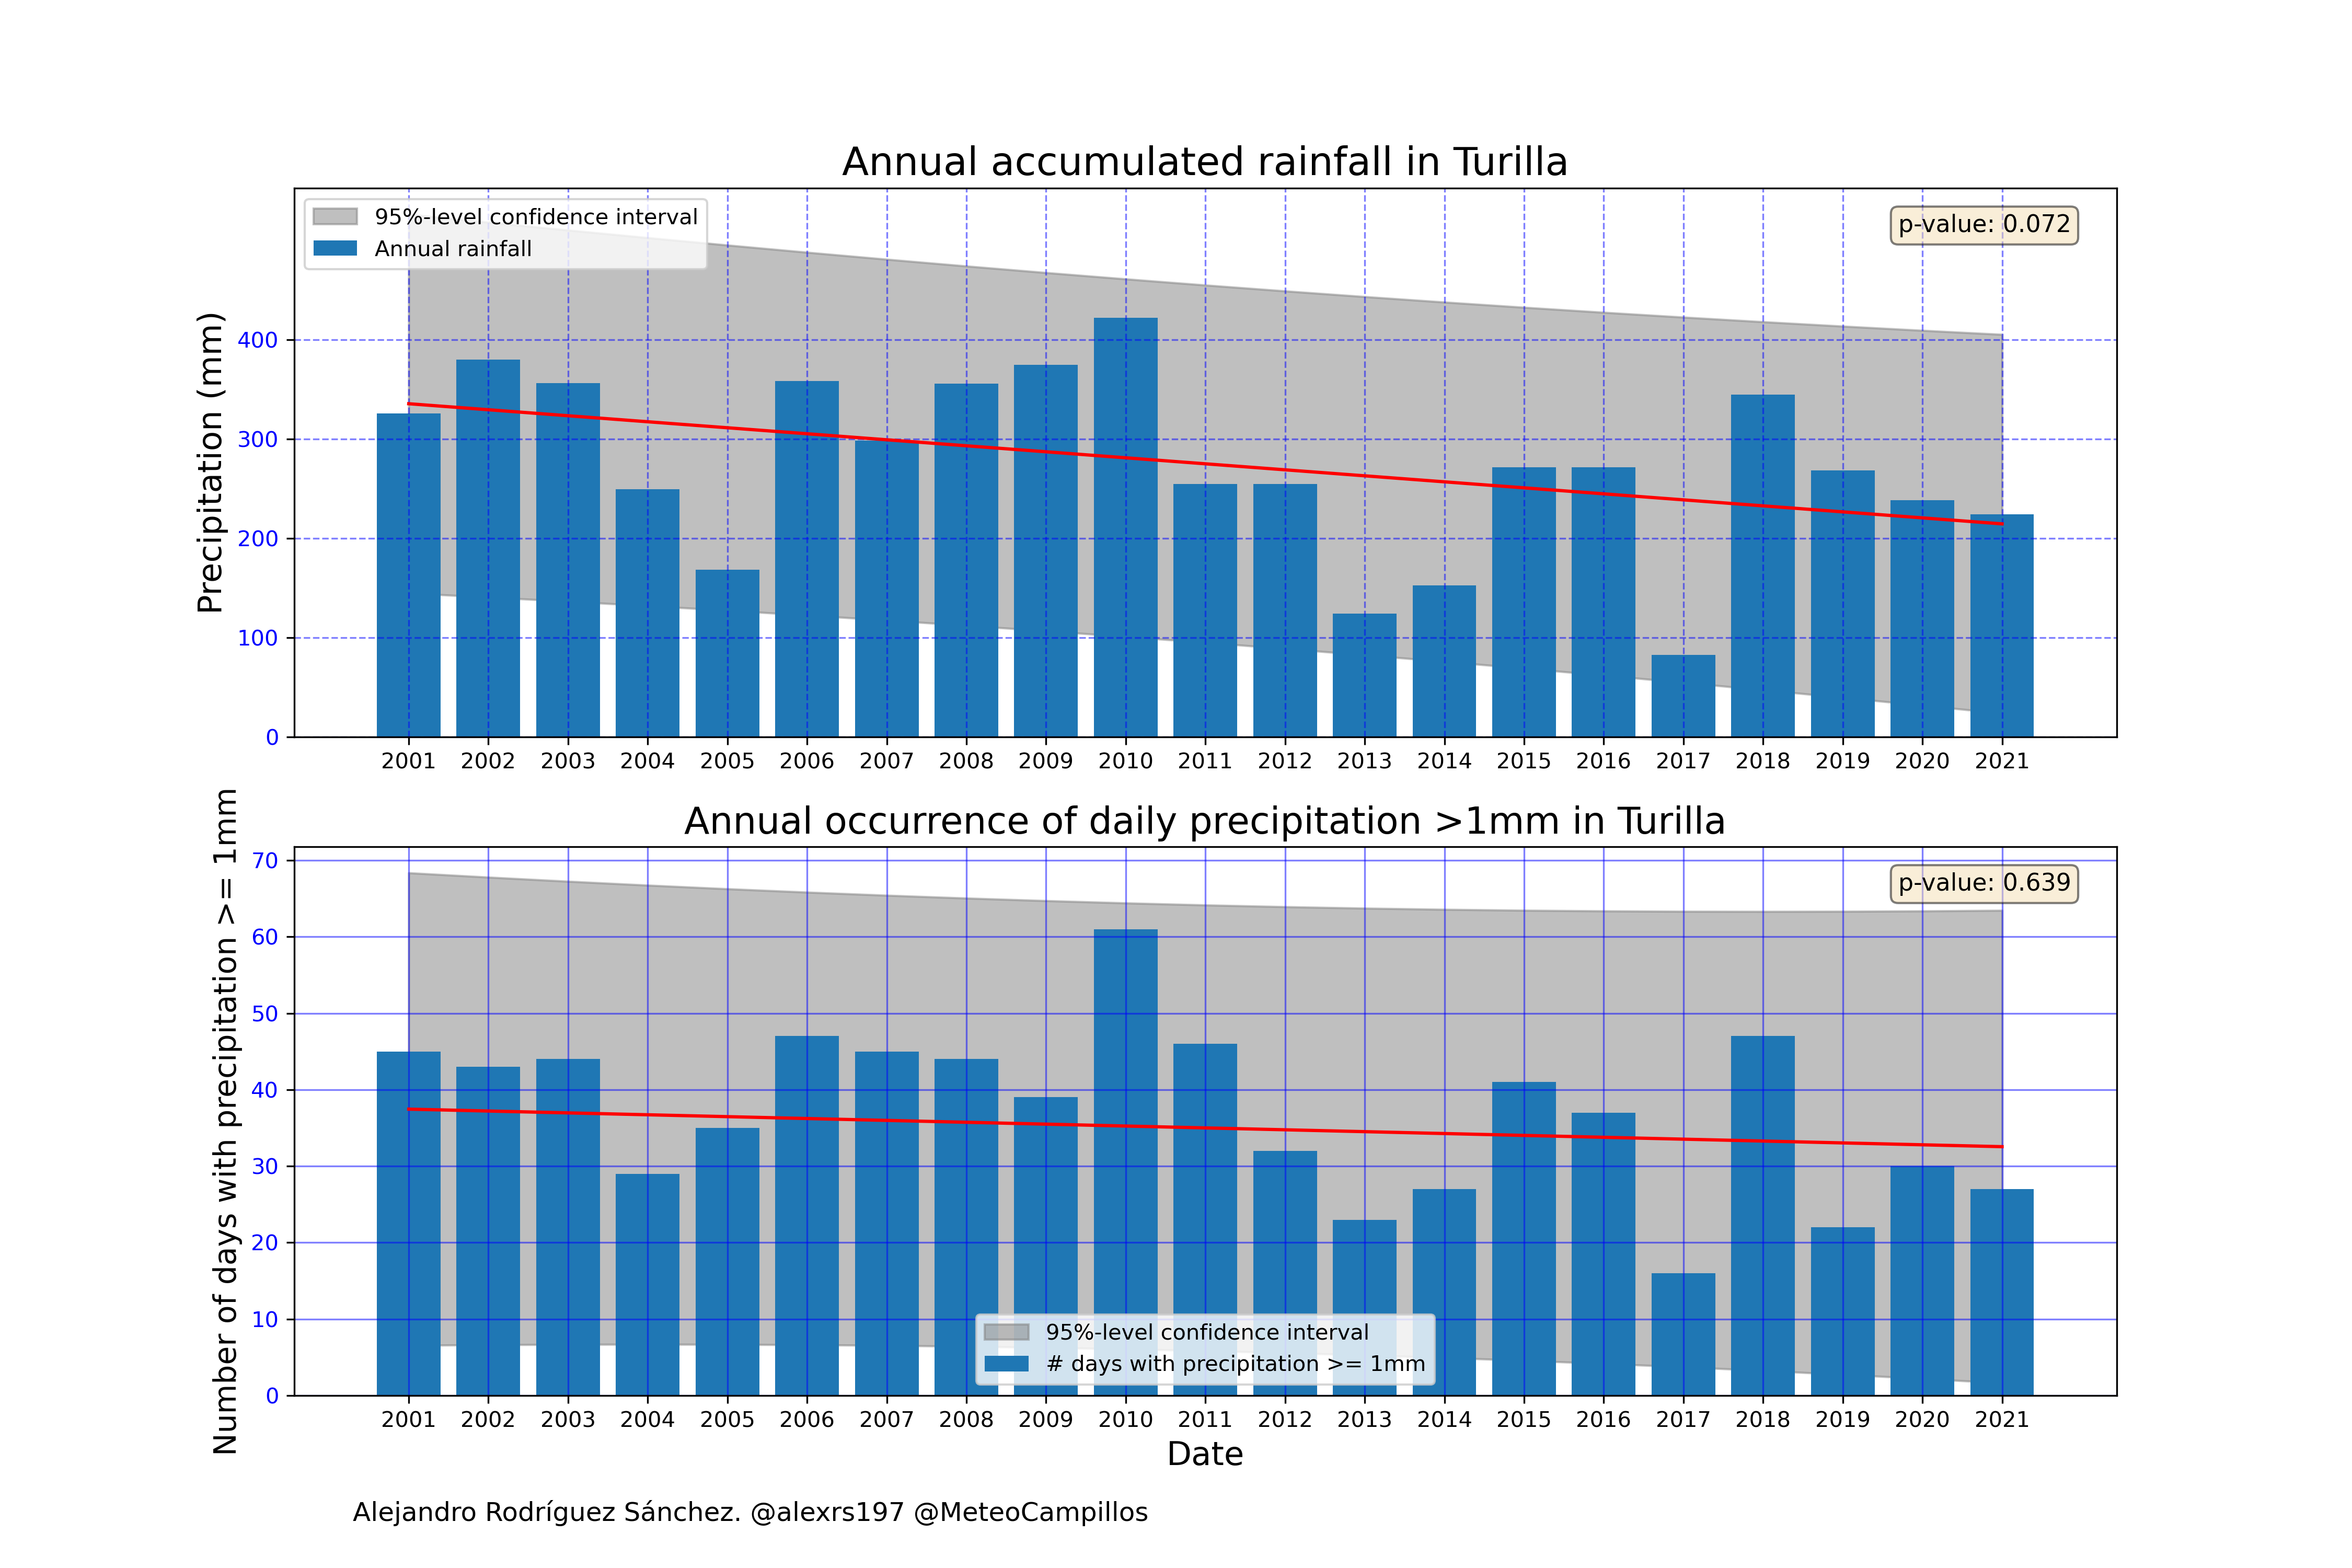 Annual accumulated rainfall in Turilla
95%-level confidence interval
Annual rainfall
p-value: 0.072
Precipitation (mm)
400
300
200
100
0
2001 2002 2003 2004 2005 2006 2007 2008 2009 2010 2011 2012 2013 2014 2015 2016 2017 2018 2019 2020 2021
Annual occurrence of daily precipitation >1mm in Turilla
p-value: 0.639
Number of days with precipitation >= 1mm
70
60
50
40
30
20
10
0
95%-level confidence interval
# days with precipitation >= 1mm
2001 2002 2003 2004 2005 2006 2007 2008 2009 2010 2011 2012 2013 2014 2015 2016 2017 2018 2019 2020 2021
Date
Alejandro Rodríguez Sánchez. @alexrs197 @MeteoCampillos